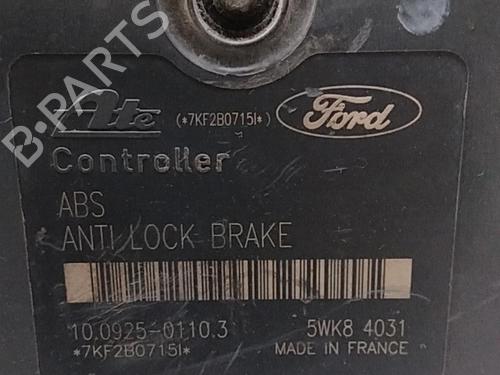 Ate (*7KF2B0715I*) Ford
Controller
ABS
ANTI LOCK BRAKE
10.0925-0110.3 5WK8 4031
*7KF2B0715I* MADE IN FRANCE
B-PARTS